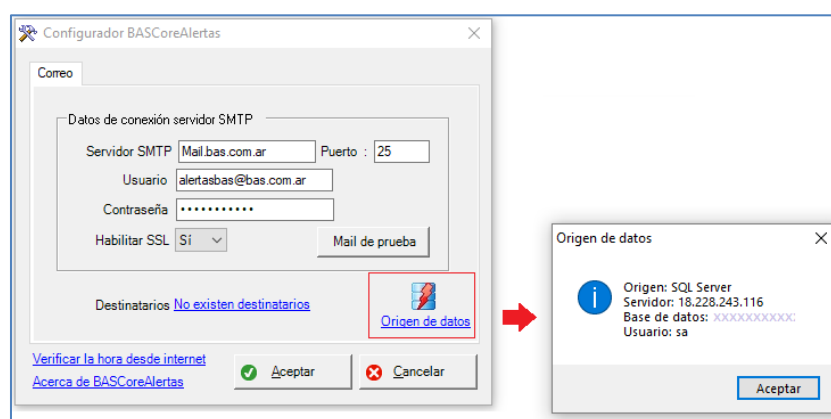 Configurador BASCoreAlertas
Correo
Datos de conexión servidor SMTP
Servidor SMTP Mail.bas.com.ar Puerto : 25
Usuario alertasbas@bas.com.ar
Contraseña •••••••••••
Habilitar SSL Sí Mail de prueba
Destinatarios No existen destinatarios
Origen de datos
Verificar la hora desde internet
Acerca de BASCoreAlertas
Aceptar Cancelar
Origen de datos
Origen: SQL Server
Servidor: 18.228.243.116
Base de datos: XXXXXXXXXX:
Usuario: sa
Aceptar